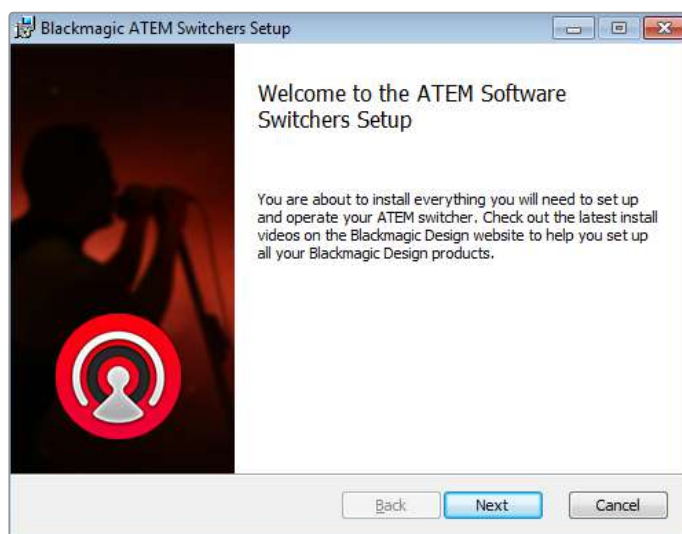 Blackmagic ATEM Switchers Setup
Welcome to the ATEM Software
Switchers Setup
You are about to install everything you will need to set up
and operate your ATEM switcher. Check out the latest install
videos on the Blackmagic Design website to help you set up
all your Blackmagic Design products.
Back Next Cancel